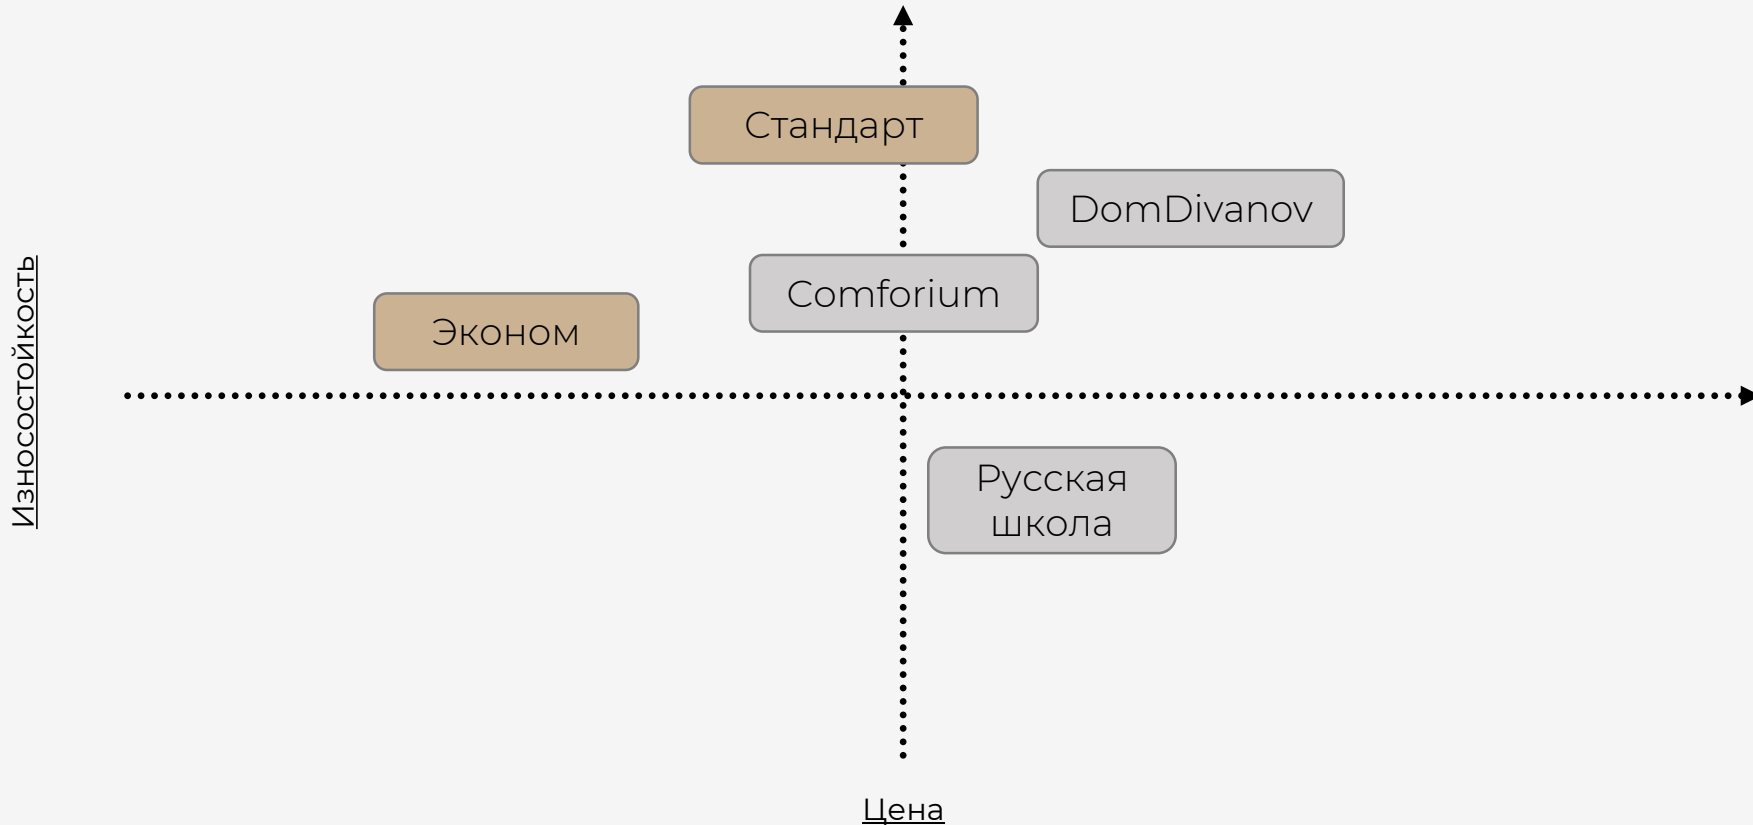 Стандарт
DomDivanov
Comforium
Эконом
Износостойкость
Русская
школа
Цена